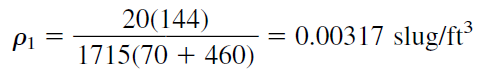 ρ₁ = 20(144) / 1715(70 + 460) = 0.00317 slug/ft³